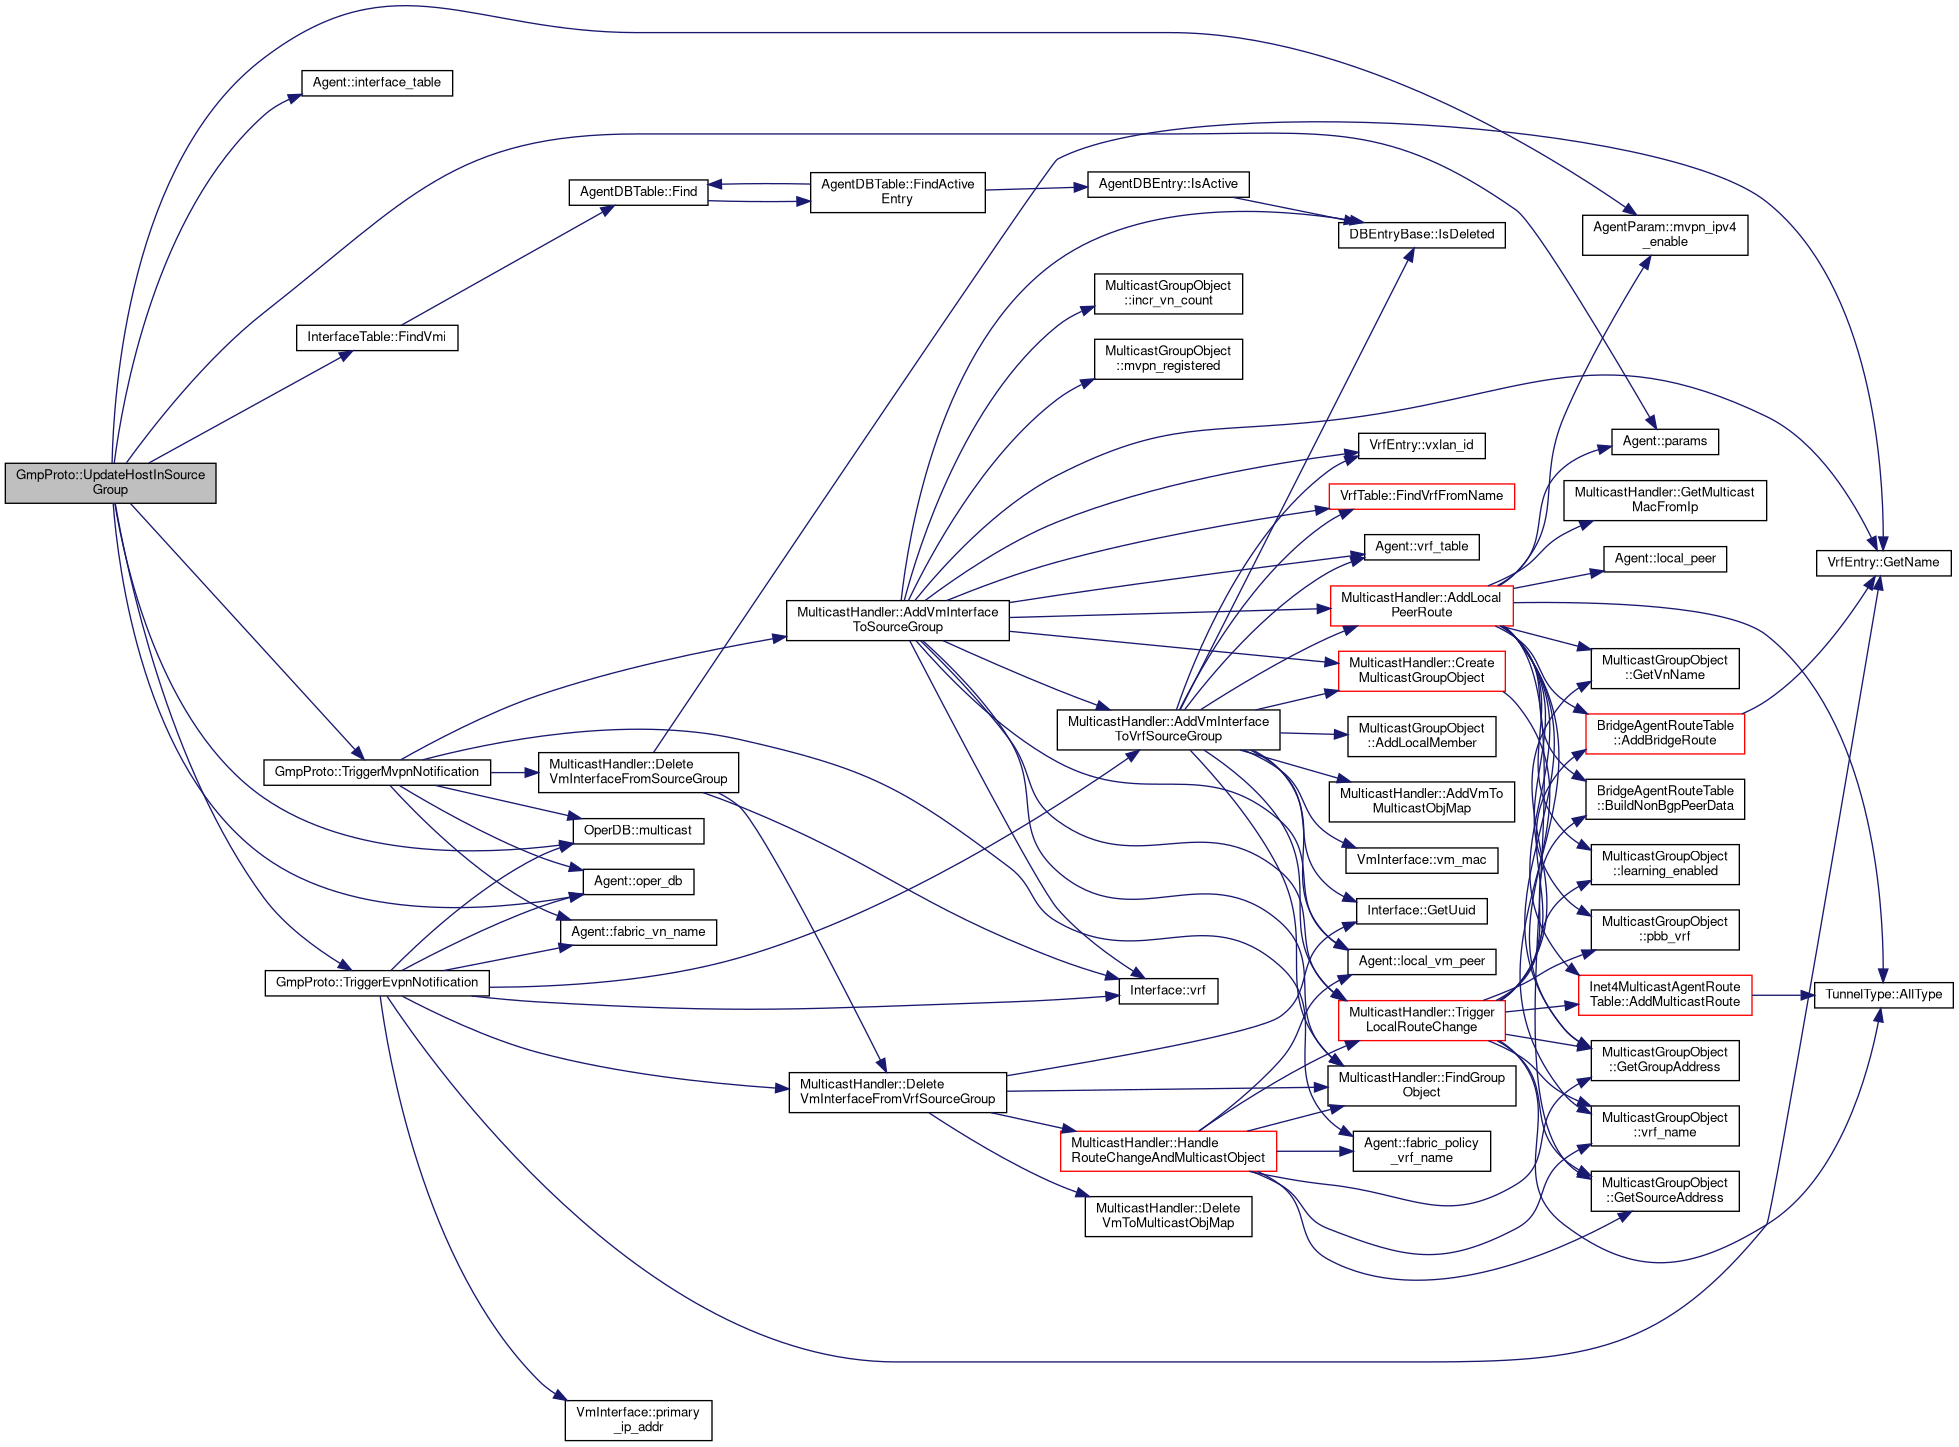 GmpProto::UpdateHostInSource
Group
Agent::interface_table
InterfaceTable::FindVmi
GmpProto::TriggerMvpnNotification
GmpProto::TriggerEvpnNotification
AgentDBTable::Find
MulticastHandler::Delete
VmInterfaceFromSourceGroup
OperDB::multicast
Agent::oper_db
Agent::fabric_vn_name
VmInterface::primary
_ip_addr
AgentDBTable::FindActive
Entry
MulticastHandler::AddVmInterface
ToSourceGroup
MulticastHandler::Delete
VmInterfaceFromVrfSourceGroup
AgentDBEntry::IsActive
MulticastGroupObject
::incr_vn_count
MulticastGroupObject
::mvpn_registered
MulticastHandler::AddVmInterface
ToVrfSourceGroup
Interface::vrf
MulticastHandler::Handle
RouteChangeAndMulticastObject
MulticastHandler::Delete
VmToMulticastObjMap
DBEntryBase::IsDeleted
VrfEntry::vxlan_id
VrfTable::FindVrfFromName
Agent::vrf_table
MulticastHandler::AddLocal
PeerRoute
MulticastHandler::Create
MulticastGroupObject
MulticastGroupObject
::AddLocalMember
MulticastHandler::AddVmTo
MulticastObjMap
VmInterface::vm_mac
Interface::GetUuid
Agent::local_vm_peer
MulticastHandler::Trigger
LocalRouteChange
MulticastHandler::FindGroup
Object
Agent::fabric_policy
_vrf_name
AgentParam::mvpn_ipv4
_enable
Agent::params
MulticastHandler::GetMulticast
MacFromIp
Agent::local_peer
MulticastGroupObject
::GetVnName
BridgeAgentRouteTable
::AddBridgeRoute
BridgeAgentRouteTable
::BuildNonBgpPeerData
MulticastGroupObject
::learning_enabled
MulticastGroupObject
::pbb_vrf
Inet4MulticastAgentRoute
Table::AddMulticastRoute
MulticastGroupObject
::GetGroupAddress
MulticastGroupObject
::vrf_name
MulticastGroupObject
::GetSourceAddress
VrfEntry::GetName
TunnelType::AllType